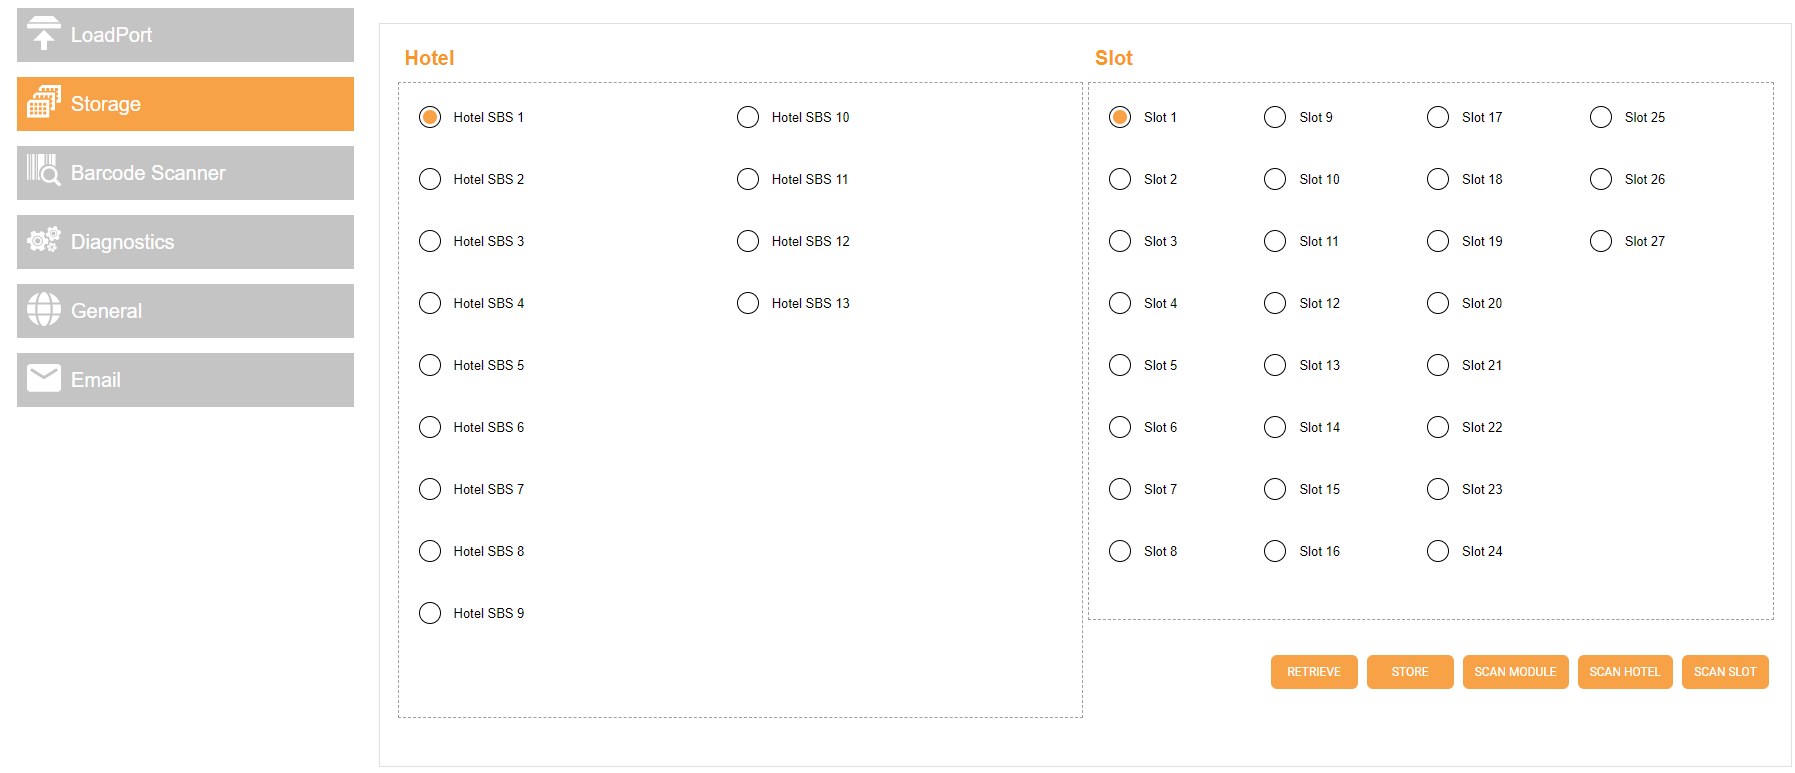 LoadPort
Storage
Barcode Scanner
Diagnostics
General
Email
Hotel
Hotel SBS 1
Hotel SBS 2
Hotel SBS 3
Hotel SBS 4
Hotel SBS 5
Hotel SBS 6
Hotel SBS 7
Hotel SBS 8
Hotel SBS 9
Hotel SBS 10
Hotel SBS 11
Hotel SBS 12
Hotel SBS 13
Slot
Slot 1
Slot 2
Slot 3
Slot 4
Slot 5
Slot 6
Slot 7
Slot 8
Slot 9
Slot 10
Slot 11
Slot 12
Slot 13
Slot 14
Slot 15
Slot 16
Slot 17
Slot 18
Slot 19
Slot 20
Slot 21
Slot 22
Slot 23
Slot 24
Slot 25
Slot 26
Slot 27
RETRIEVE
STORE
SCAN MODULE
SCAN HOTEL
SCAN SLOT